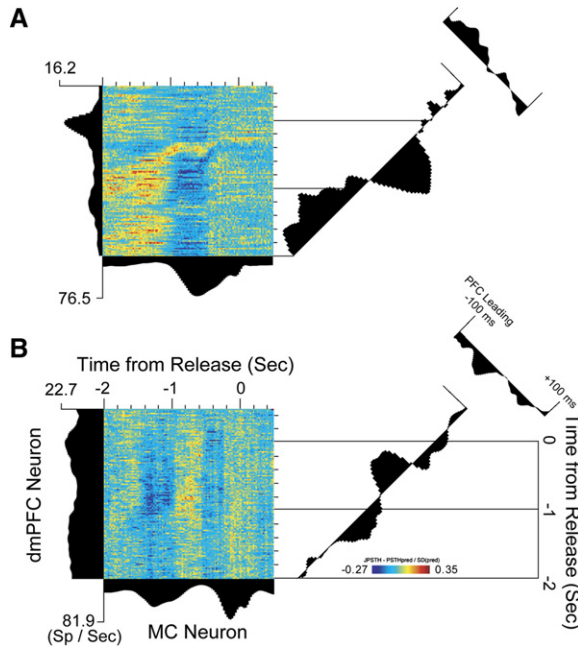 A
16.2
76.5
PFC Leading
-100 ms
+100 ms
B
Time from Release (Sec)
22.7
-2 -1 0
dmPFC Neuron
0
-1
-2
Time from Release (Sec)
JPSTH - PSTHpred / SD(pred)
-0.27 0.35
81.9
(Sp / Sec)
MC Neuron